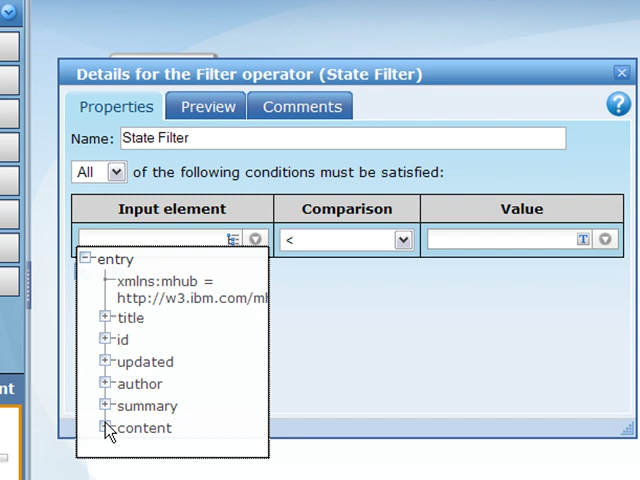 Details for the Filter operator (State Filter)
Properties Preview Comments ?
Name: State Filter
All of the following conditions must be satisfied:
Input element Comparison Value
< T
entry
xmlns:mhub =
http://w3.ibm.com/mh
title
id
updated
author
summary
content
nt